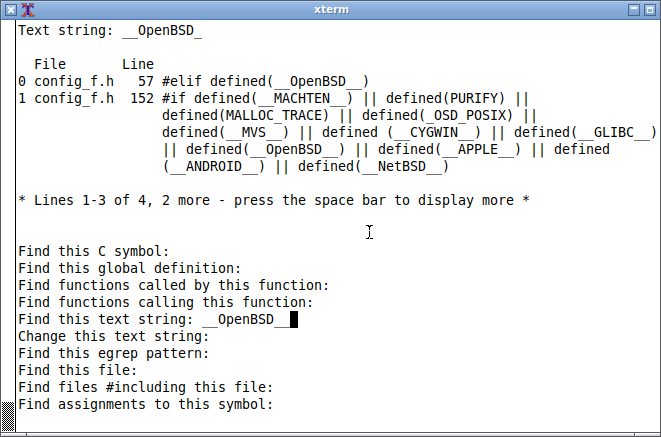 xterm
Text string: __OpenBSD_

  File       Line
0 config_f.h   57 #elif defined(__OpenBSD__)
1 config_f.h  152 #if defined(__MACHTEN__) || defined(PURIFY) ||
                  defined(MALLOC_TRACE) || defined(_OSD_POSIX) ||
                  defined(__MVS__) || defined (__CYGWIN__) || defined(__GLIBC__)
                  || defined(__OpenBSD__) || defined(__APPLE__) || defined
                  (__ANDROID__) || defined(__NetBSD__)

* Lines 1-3 of 4, 2 more - press the space bar to display more *

Find this C symbol:
Find this global definition:
Find functions called by this function:
Find functions calling this function:
Find this text string: __OpenBSD__
Change this text string:
Find this egrep pattern:
Find this file:
Find files #including this file:
Find assignments to this symbol: